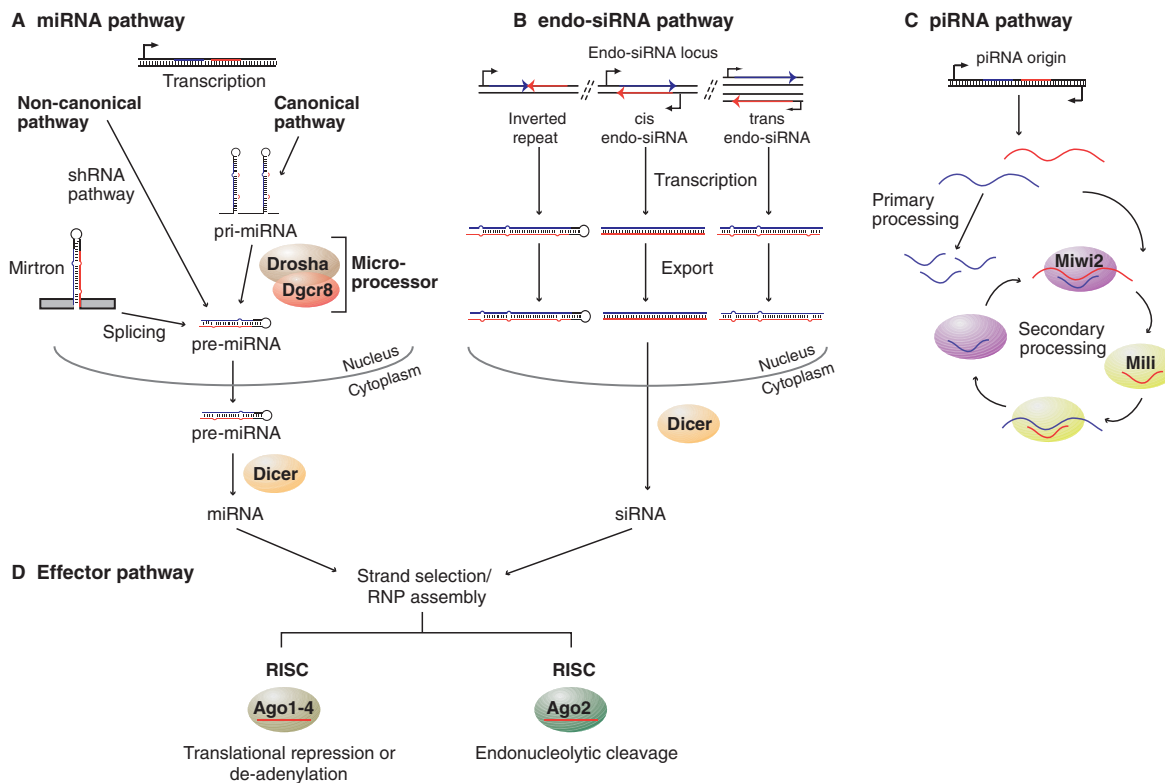 A miRNA pathway
Transcription
Non-canonical
pathway
Canonical
pathway
shRNA
pathway
pri-miRNA
Mirtron
Drosha
Dgcr8
Micro-
processor
Splicing
pre-miRNA
Nucleus
Cytoplasm
pre-miRNA
Dicer
miRNA
B endo-siRNA pathway
Endo-siRNA locus
Inverted
repeat
cis
endo-siRNA
trans
endo-siRNA
Transcription
Export
Nucleus
Cytoplasm
Dicer
siRNA
C piRNA pathway
piRNA origin
Primary
processing
Miwi2
Secondary
processing
Mili
D Effector pathway
Strand selection/
RNP assembly
RISC
Ago1-4
Translational repression or
de-adenylation
RISC
Ago2
Endonucleolytic cleavage